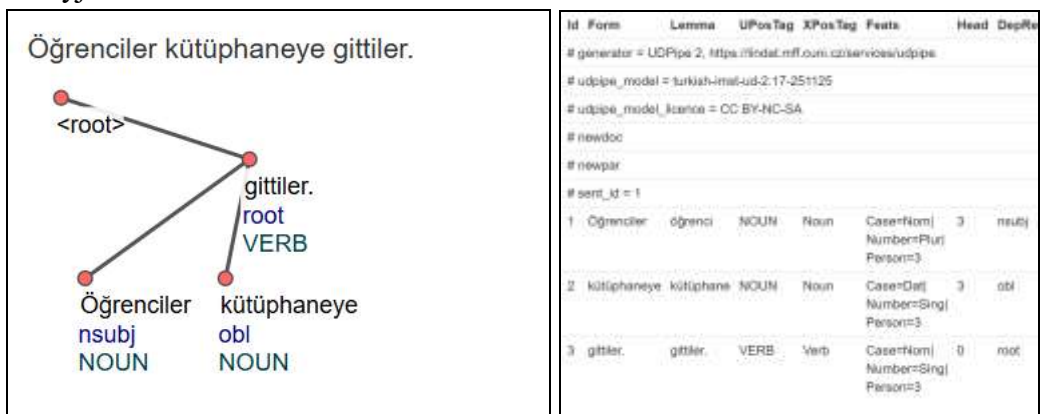 Öğrenciler kütüphaneye gittiler.
<root>
gittiler.
root
VERB
Öğrenciler kütüphaneye
nsubj obl
NOUN NOUN
Id Form Lemma UPosTag XPosTag Feats Head DepRe
# generator = UDPipe 2, https://lindat.mff.cuni.cz/services/udpipe
# udpipe_model = turkish-imst-ud-2.17-251125
# udpipe_model_licence = CC BY-NC-SA
# newdoc
# newpar
# sent_id = 1
1 Öğrenciler öğrenci NOUN Noun Case=Nom| 3 nsubj
Number=Plur|
Person=3
2 kütüphaneye kütüphane NOUN Noun Case=Dat| 3 obl
Number=Sing|
Person=3
3 gittiler. gittiler. VERB Verb Case=Nom| 0 root
Number=Sing|
Person=3